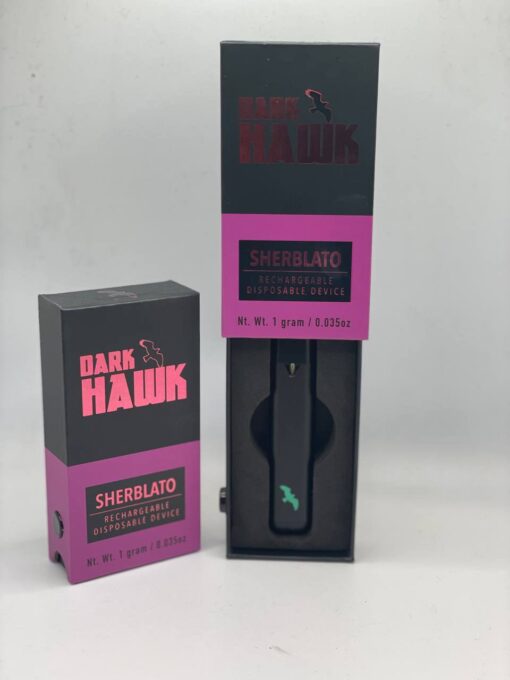 DARK
HAWK
SHERBLATO
RECHARGEABLE
DISPOSABLE DEVICE
Nt. Wt. 1 gram / 0.035oz
DARK
HAWK
SHERBLATO
RECHARGEABLE
DISPOSABLE DEVICE
Nt. Wt. 1 gram / 0.035oz